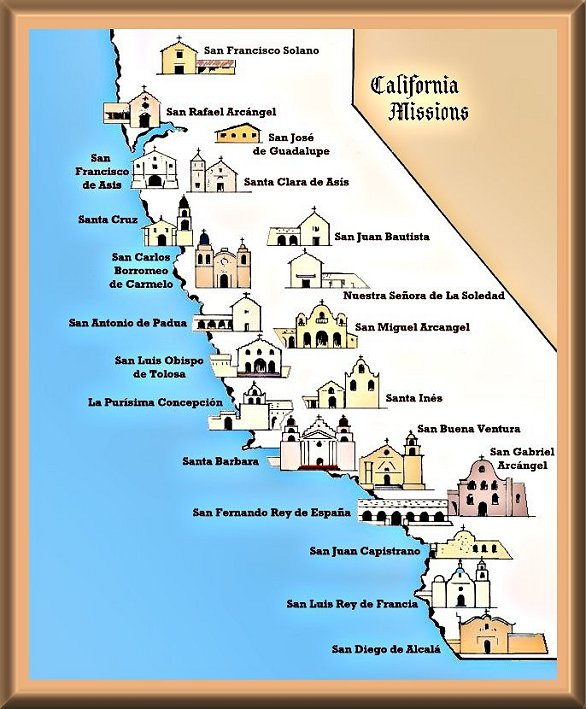 San Francisco Solano
California
Missions
San Rafael Arcángel
San José
de Guadalupe
San
Francisco
de Asis
Santa Clara de Asís
Santa Cruz
San Juan Bautista
San Carlos
Borromeo
de Carmelo
Nuestra Señora de La Soledad
San Antonio de Padua
San Miguel Arcangel
San Luis Obispo
de Tolosa
Santa Inés
La Purísima Concepción
San Buena Ventura
San Gabriel
Arcángel
Santa Barbara
San Fernando Rey de España
San Juan Capistrano
San Luis Rey de Francia
San Diego de Alcalá